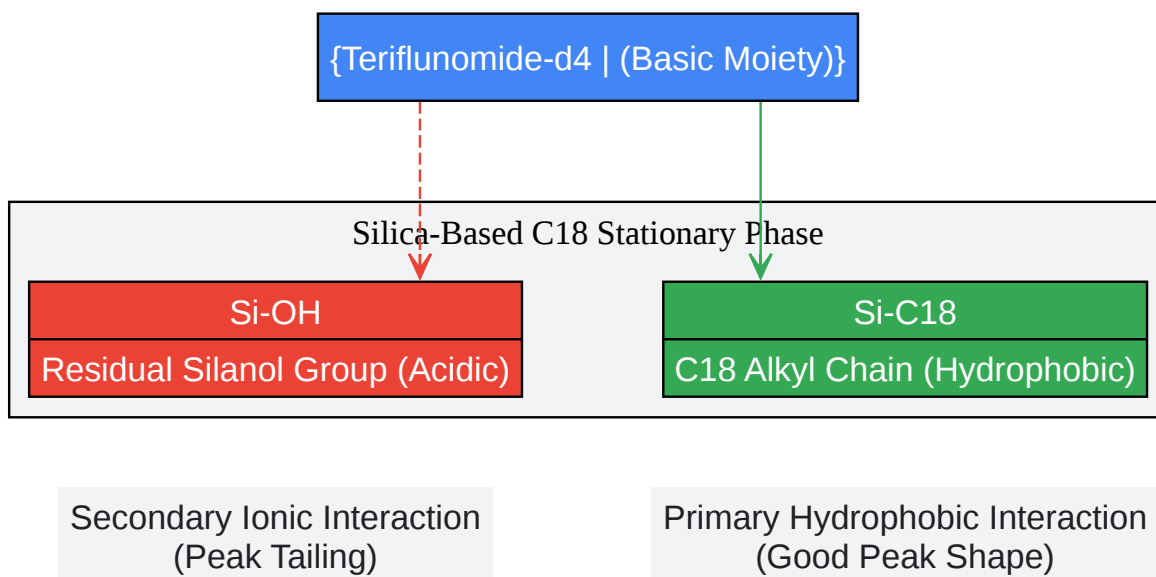 {Teriflunomide-d4 | (Basic Moiety)}
Silica-Based C18 Stationary Phase
Si-OH
Residual Silanol Group (Acidic)
Si-C18
C18 Alkyl Chain (Hydrophobic)
Secondary Ionic Interaction
(Peak Tailing)
Primary Hydrophobic Interaction
(Good Peak Shape)